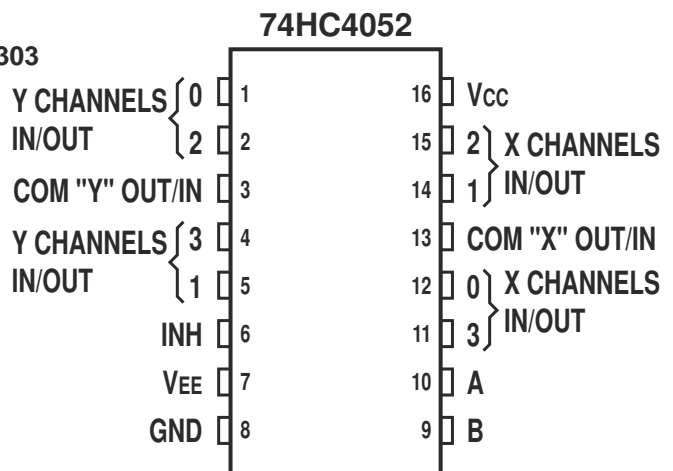 74HC4052
303
Y CHANNELS
IN/OUT
0 1
2 2
COM "Y" OUT/IN 3
Y CHANNELS
IN/OUT
3 4
1 5
INH 6
VEE 7
GND 8
16 VCC
15 2
14 1
X CHANNELS
IN/OUT
13 COM "X" OUT/IN
12 0
11 3
X CHANNELS
IN/OUT
10 A
9 B